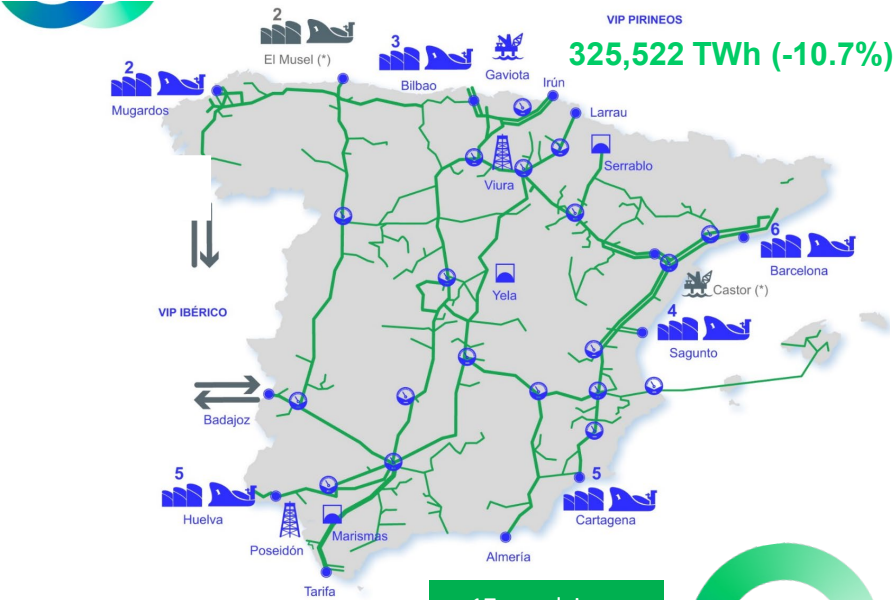 2
VIP PIRINEOS
El Musel (*)
3
Gaviota
325,522 TWh (-10.7%)
2
Bilbao
Irún
Mugardos
Larrau
Serrablo
Viura
6
Barcelona
Yela
Castor (*)
VIP IBÉRICO
4
Sagunto
Badajoz
5
Huelva
5
Cartagena
Poseidón
Marismas
Almería
Tarifa